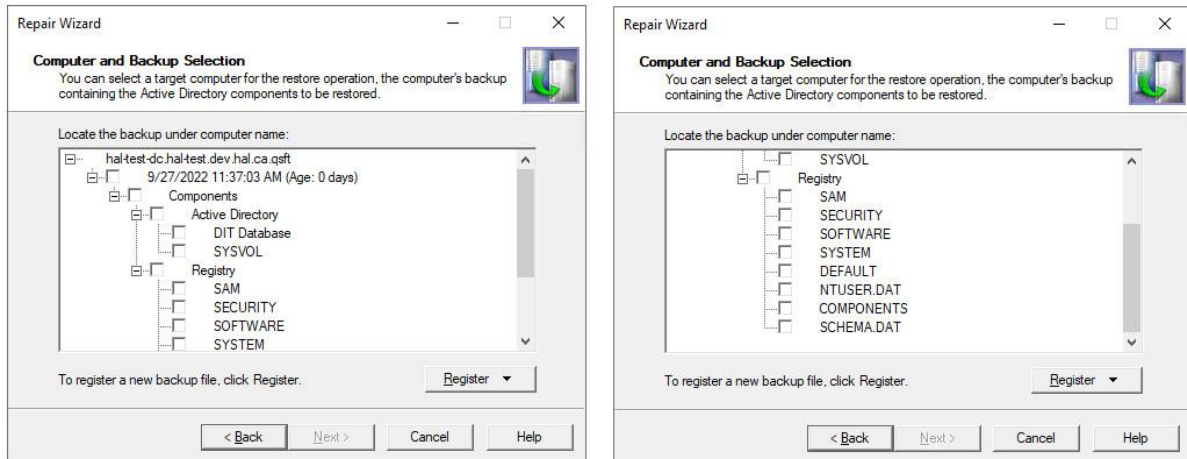 Repair Wizard
Computer and Backup Selection
You can select a target computer for the restore operation, the computer's backup
containing the Active Directory components to be restored.
Locate the backup under computer name:
hal-test-dc.hal-test.dev.hal.ca.qsft
9/27/2022 11:37:03 AM (Age: 0 days)
Components
Active Directory
DIT Database
SYSVOL
Registry
SAM
SECURITY
SOFTWARE
SYSTEM
To register a new backup file, click Register.
Register
< Back
Next >
Cancel
Help
Repair Wizard
Computer and Backup Selection
You can select a target computer for the restore operation, the computer's backup
containing the Active Directory components to be restored.
Locate the backup under computer name:
SYSVOL
Registry
SAM
SECURITY
SOFTWARE
SYSTEM
DEFAULT
NTUSER.DAT
COMPONENTS
SCHEMA.DAT
To register a new backup file, click Register.
Register
< Back
Next >
Cancel
Help